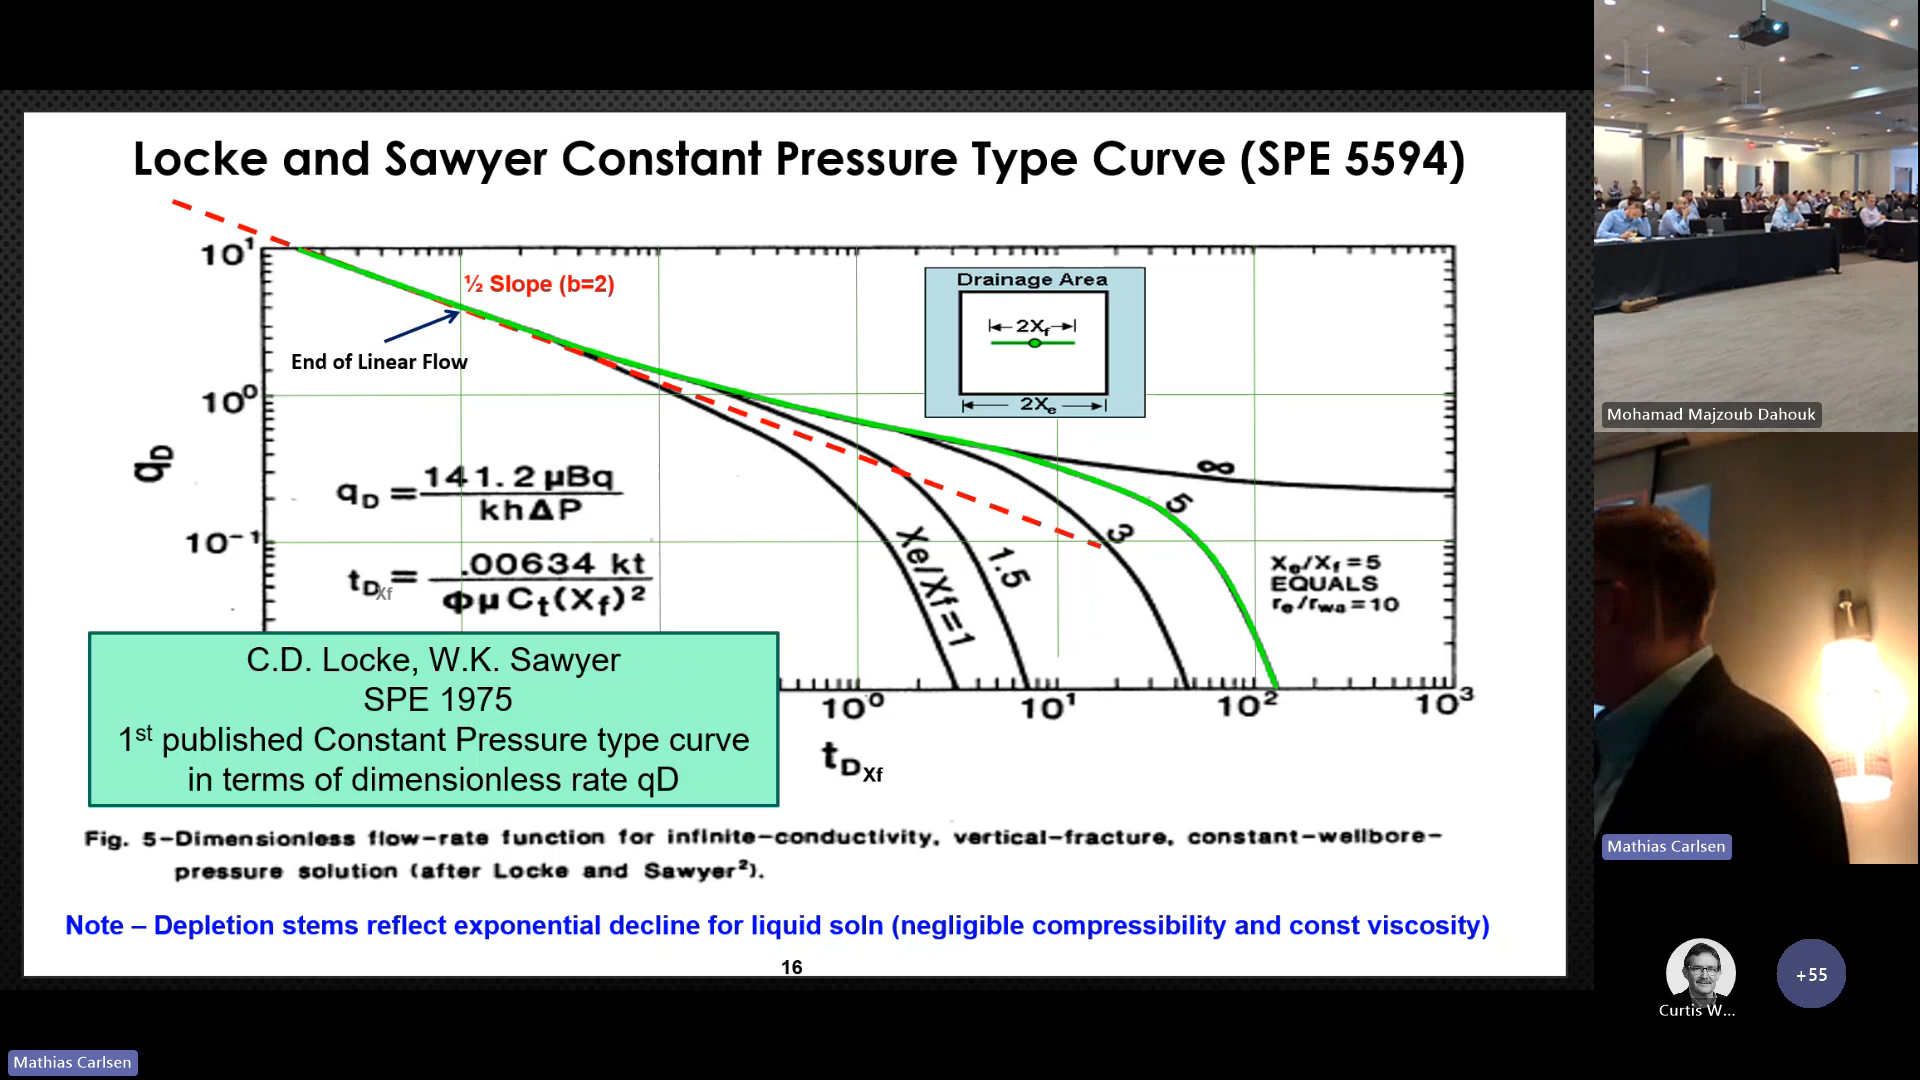 Locke and Sawyer Constant Pressure Type Curve (SPE 5594)
10¹
½ Slope (b=2)
Drainage Area
2Xf
2Xe
End of Linear Flow
10⁰
qD
∞
qD = 141.2 μBq / khΔP
5
3
10⁻¹
Xe/Xf=1
1.5
tDXf = .00634 kt / ΦμCt(Xf)²
Xe/Xf=5
EQUALS
re/rwa=10
C.D. Locke, W.K. Sawyer
SPE 1975
1st published Constant Pressure type curve
in terms of dimensionless rate qD
10⁰
10¹
10²
10³
tDXf
Fig. 5-Dimensionless flow-rate function for infinite-conductivity, vertical-fracture, constant-wellbore-
pressure solution (after Locke and Sawyer²).
Note – Depletion stems reflect exponential decline for liquid soln (negligible compressibility and const viscosity)
16
Mohamad Majzoub Dahouk
Mathias Carlsen
Curtis W...
+55
Mathias Carlsen